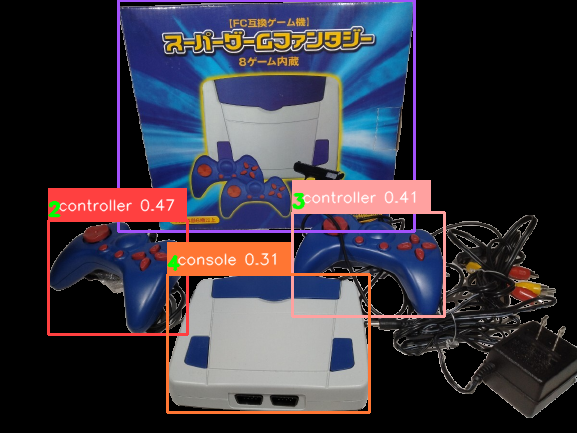 【FC互換ゲーム機】
スーパーゲームファンタジー
8ゲーム内蔵
controller 0.47
controller 0.41
console 0.31
2
3
4